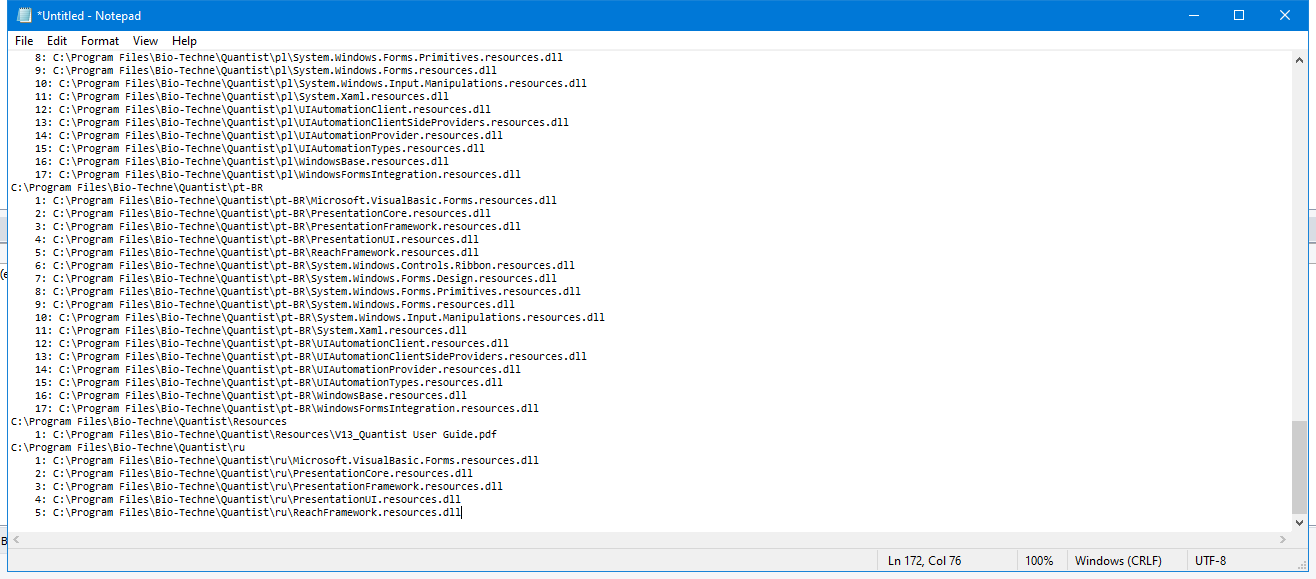 *Untitled - Notepad
File Edit Format View Help
8: C:\Program Files\Bio-Techne\Quantist\pl\System.Windows.Forms.Primitives.resources.dll
9: C:\Program Files\Bio-Techne\Quantist\pl\System.Windows.Forms.resources.dll
10: C:\Program Files\Bio-Techne\Quantist\pl\System.Windows.Input.Manipulations.resources.dll
11: C:\Program Files\Bio-Techne\Quantist\pl\System.Xaml.resources.dll
12: C:\Program Files\Bio-Techne\Quantist\pl\UIAutomationClient.resources.dll
13: C:\Program Files\Bio-Techne\Quantist\pl\UIAutomationClientSideProviders.resources.dll
14: C:\Program Files\Bio-Techne\Quantist\pl\UIAutomationProvider.resources.dll
15: C:\Program Files\Bio-Techne\Quantist\pl\UIAutomationTypes.resources.dll
16: C:\Program Files\Bio-Techne\Quantist\pl\WindowsBase.resources.dll
17: C:\Program Files\Bio-Techne\Quantist\pl\WindowsFormsIntegration.resources.dll
C:\Program Files\Bio-Techne\Quantist\pt-BR
1: C:\Program Files\Bio-Techne\Quantist\pt-BR\Microsoft.VisualBasic.Forms.resources.dll
2: C:\Program Files\Bio-Techne\Quantist\pt-BR\PresentationCore.resources.dll
3: C:\Program Files\Bio-Techne\Quantist\pt-BR\PresentationFramework.resources.dll
4: C:\Program Files\Bio-Techne\Quantist\pt-BR\PresentationUI.resources.dll
5: C:\Program Files\Bio-Techne\Quantist\pt-BR\ReachFramework.resources.dll
6: C:\Program Files\Bio-Techne\Quantist\pt-BR\System.Windows.Controls.Ribbon.resources.dll
7: C:\Program Files\Bio-Techne\Quantist\pt-BR\System.Windows.Forms.Design.resources.dll
8: C:\Program Files\Bio-Techne\Quantist\pt-BR\System.Windows.Forms.Primitives.resources.dll
9: C:\Program Files\Bio-Techne\Quantist\pt-BR\System.Windows.Forms.resources.dll
10: C:\Program Files\Bio-Techne\Quantist\pt-BR\System.Windows.Input.Manipulations.resources.dll
11: C:\Program Files\Bio-Techne\Quantist\pt-BR\System.Xaml.resources.dll
12: C:\Program Files\Bio-Techne\Quantist\pt-BR\UIAutomationClient.resources.dll
13: C:\Program Files\Bio-Techne\Quantist\pt-BR\UIAutomationClientSideProviders.resources.dll
14: C:\Program Files\Bio-Techne\Quantist\pt-BR\UIAutomationProvider.resources.dll
15: C:\Program Files\Bio-Techne\Quantist\pt-BR\UIAutomationTypes.resources.dll
16: C:\Program Files\Bio-Techne\Quantist\pt-BR\WindowsBase.resources.dll
17: C:\Program Files\Bio-Techne\Quantist\pt-BR\WindowsFormsIntegration.resources.dll
C:\Program Files\Bio-Techne\Quantist\Resources
1: C:\Program Files\Bio-Techne\Quantist\Resources\V13_Quantist User Guide.pdf
C:\Program Files\Bio-Techne\Quantist\ru
1: C:\Program Files\Bio-Techne\Quantist\ru\Microsoft.VisualBasic.Forms.resources.dll
2: C:\Program Files\Bio-Techne\Quantist\ru\PresentationCore.resources.dll
3: C:\Program Files\Bio-Techne\Quantist\ru\PresentationFramework.resources.dll
4: C:\Program Files\Bio-Techne\Quantist\ru\PresentationUI.resources.dll
5: C:\Program Files\Bio-Techne\Quantist\ru\ReachFramework.resources.dll
Ln 172, Col 76 100% Windows (CRLF) UTF-8